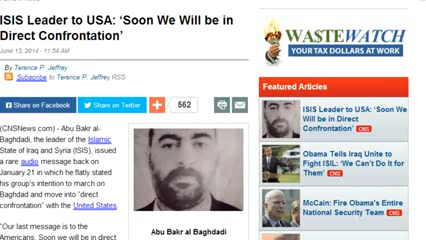 ISIS Leader to USA: 'Soon We Will be in
Direct Confrontation'
June 13, 2014 - 11:54 AM
By Terence P. Jeffrey
Subscribe to Terence P. Jeffrey RSS
Share on Facebook
Share on Twitter
562
(CNSNews.com) - Abu Bakr al-
Baghdadi, the leader of the Islamic
State of Iraq and Syria (ISIS), issued
a rare audio message back on
January 21 in which he flatly stated
his group's intention to march on
Baghdad and move into "direct
confrontation" with the United States.
"Our last message is to the
Americans. Soon we will be in direct
Abu Bakr al Baghdadi
WASTEWATCH
YOUR TAX DOLLARS AT WORK
Featured Articles
ISIS Leader to USA: 'Soon We
Will be in Direct
Confrontation' CNS
Obama Tells Iraq Unite to
Fight ISIL: 'We Can't Do it for
Them' CNS
McCain: Fire Obama's Entire
National Security Team CNS